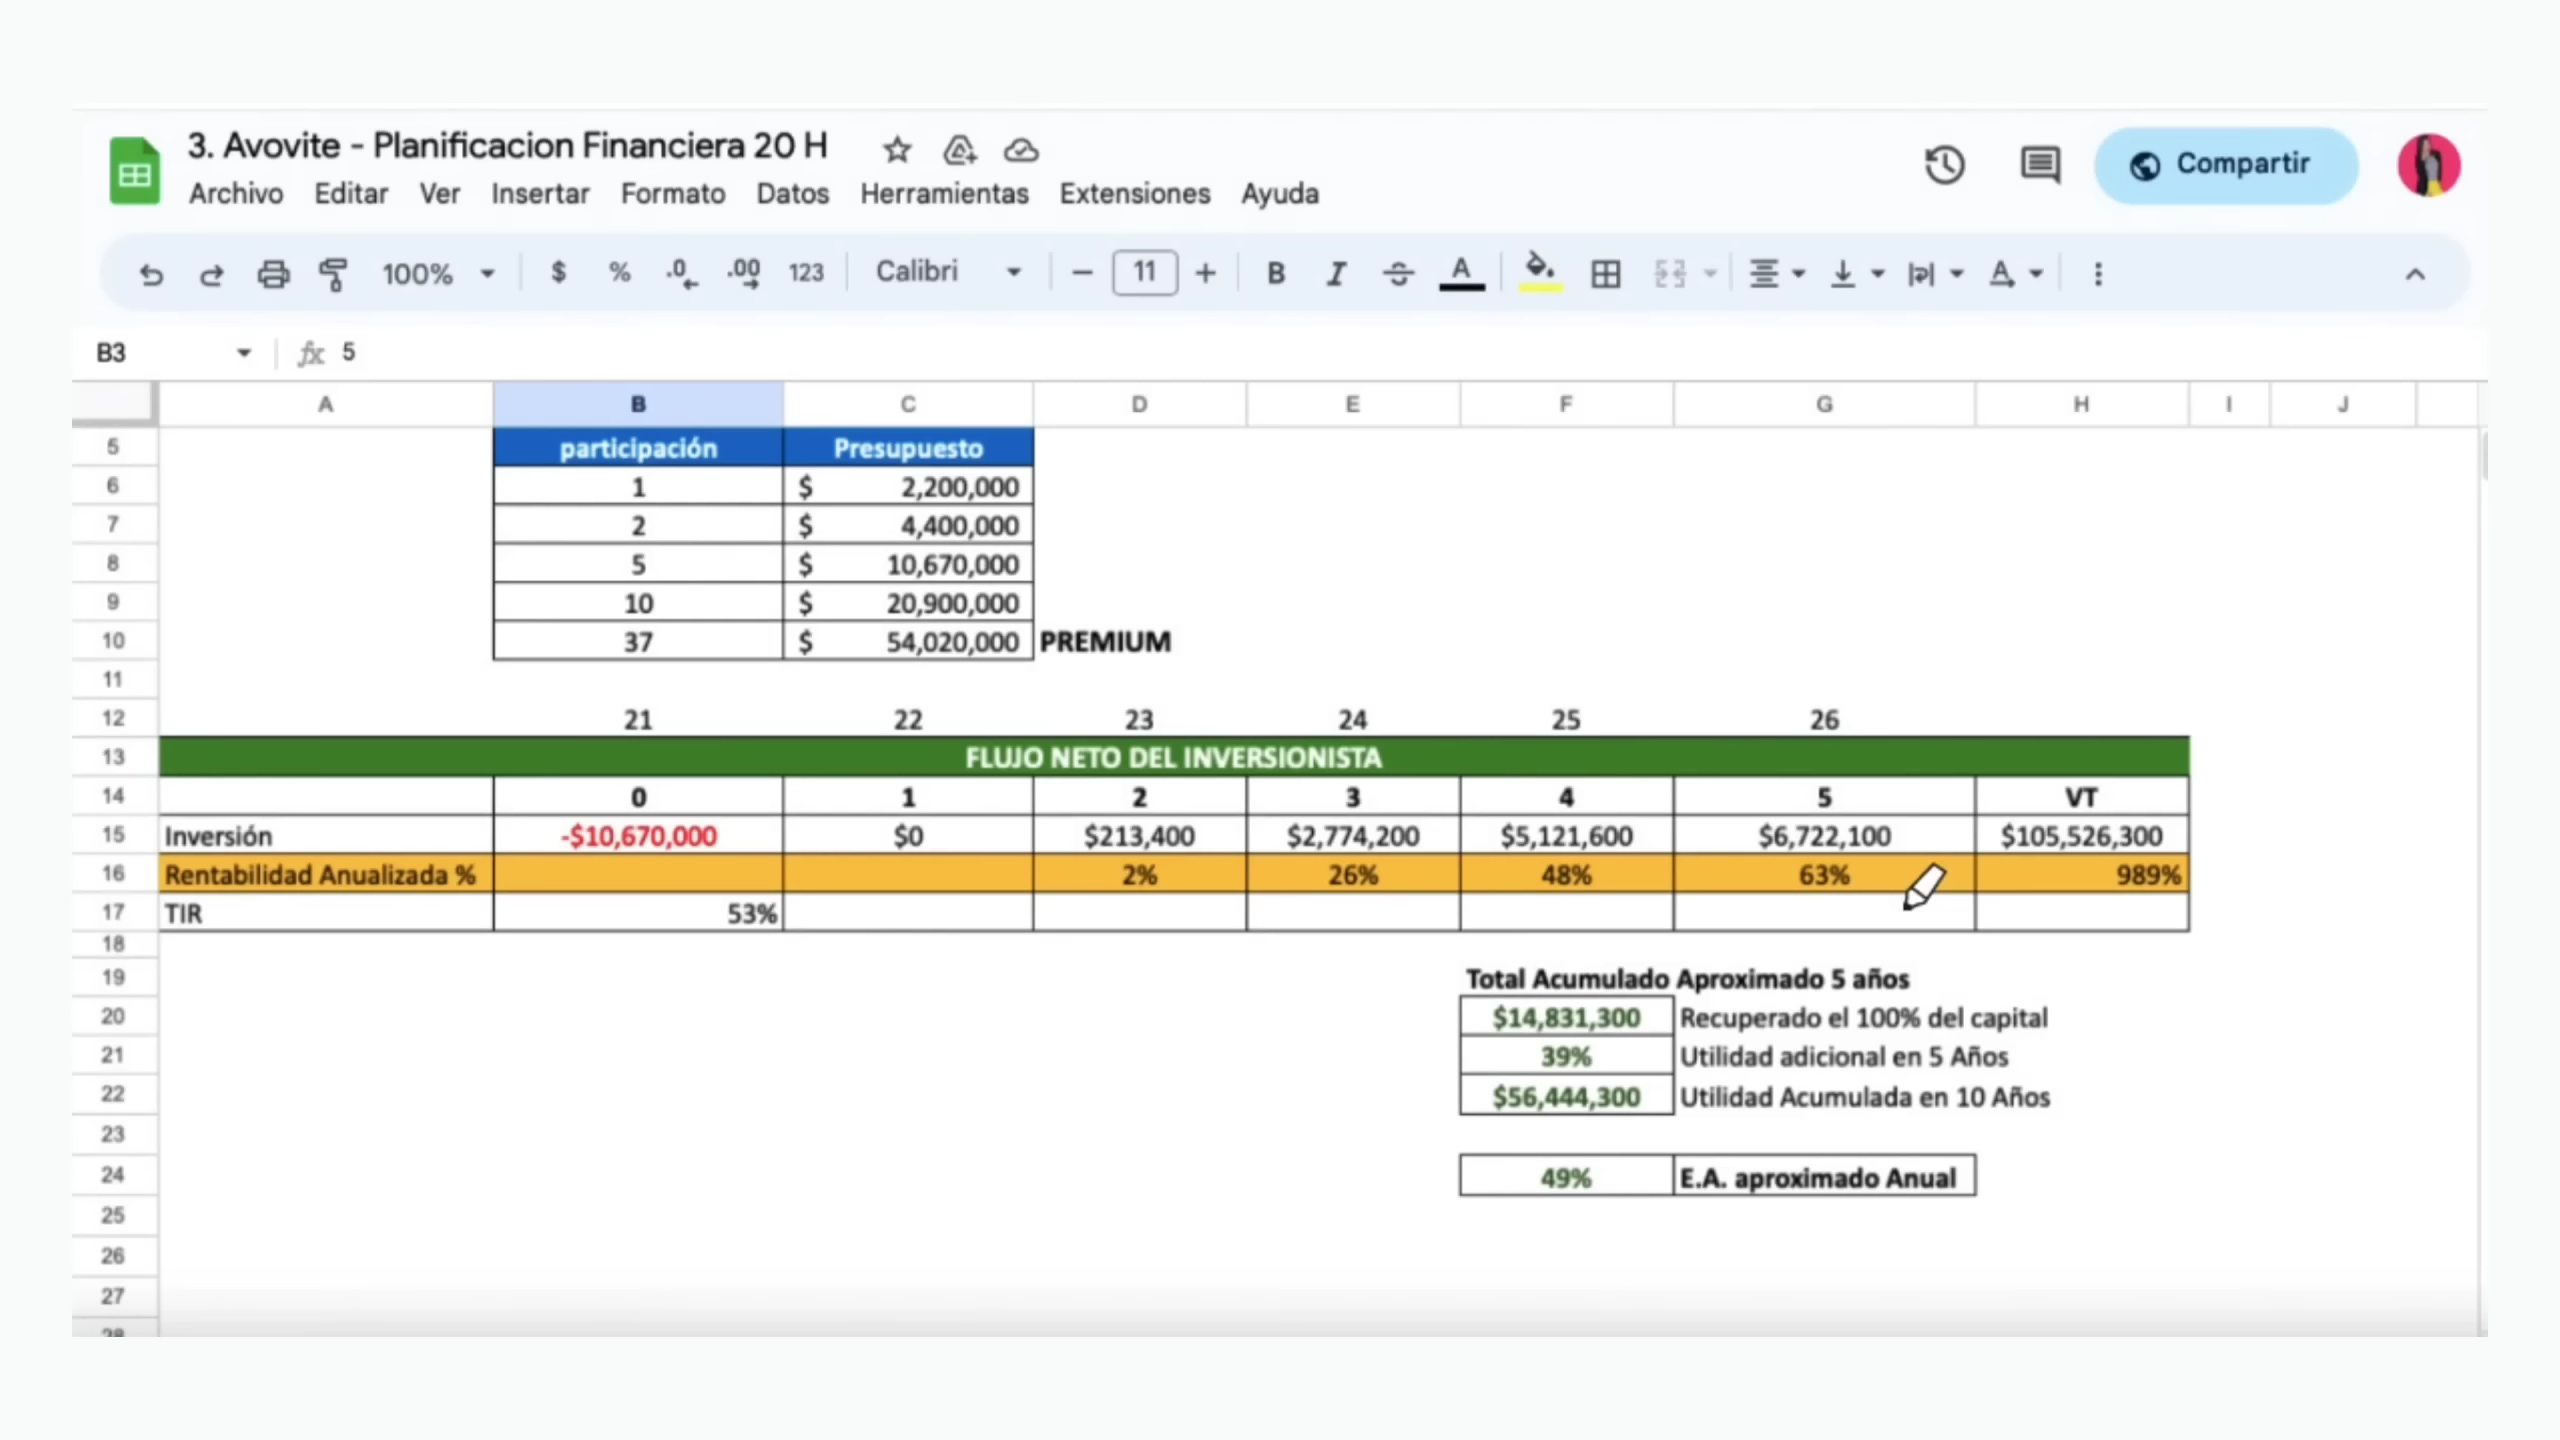 3. Avovite - Planificacion Financiera 20 H
Archivo Editar Ver Insertar Formato Datos Herramientas Extensiones Ayuda
Compartir
100% $ % .0 .00 123 Calibri 11 B I A A
B3 fx 5
A B C D E F G H I J
5 participación Presupuesto
6 1 $ 2,200,000
7 2 $ 4,400,000
8 5 $ 10,670,000
9 10 $ 20,900,000
10 37 $ 54,020,000 PREMIUM
11
12 21 22 23 24 25 26
13 FLUJO NETO DEL INVERSIONISTA
14 0 1 2 3 4 5 VT
15 Inversión -$10,670,000 $0 $213,400 $2,774,200 $5,121,600 $6,722,100 $105,526,300
16 Rentabilidad Anualizada % 2% 26% 48% 63% 989%
17 TIR 53%
18
19 Total Acumulado Aproximado 5 años
20 $14,831,300 Recuperado el 100% del capital
21 39% Utilidad adicional en 5 Años
22 $56,444,300 Utilidad Acumulada en 10 Años
23
24 49% E.A. aproximado Anual
25
26
27
28